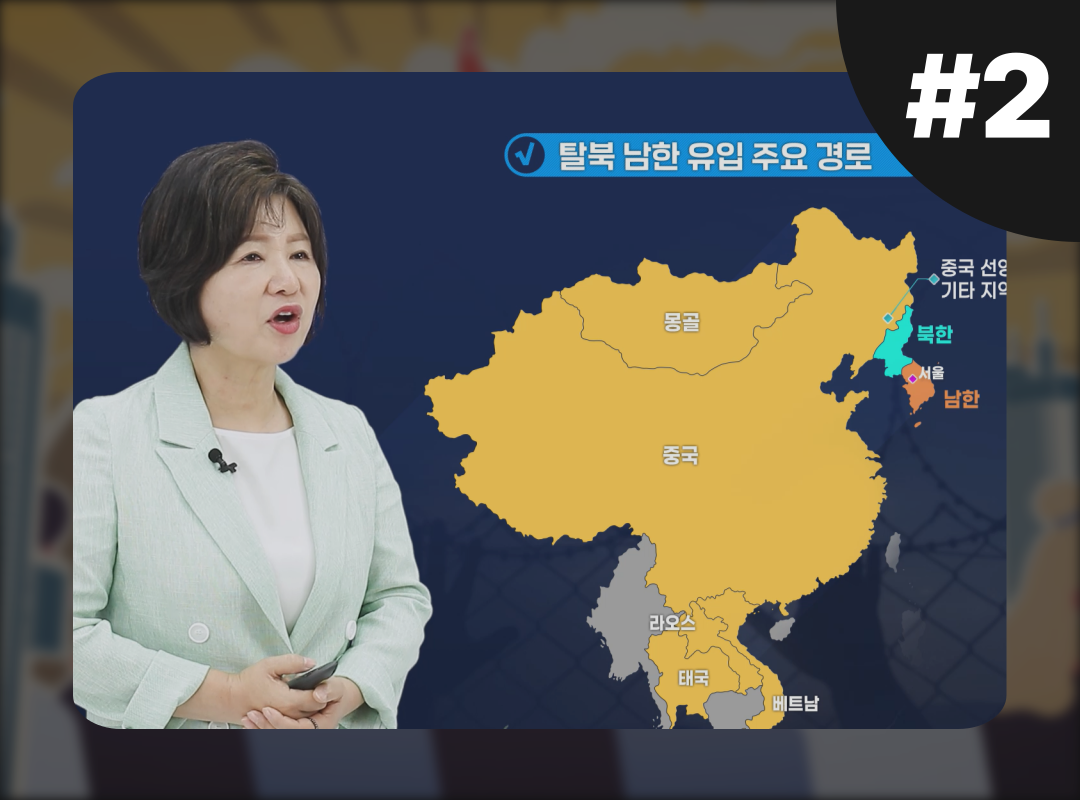 #2
탈북 남한 유입 주요 경로
중국 선양
기타 지역
몽골
북한
서울
남한
중국
라오스
태국
베트남